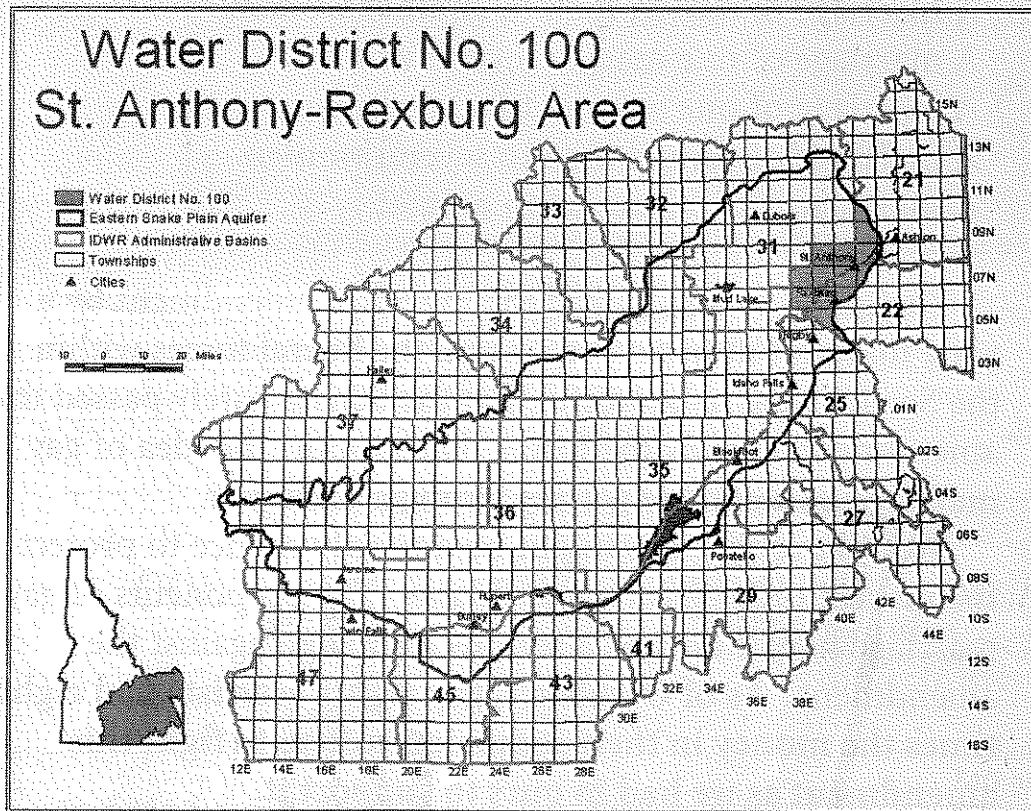 Water District No. 100
St. Anthony-Rexburg Area
Water District No. 100
Eastern Snake Plain Aquifer
IDWR Administrative Basins
Townships
Cities
10 0 10 20 Miles
15N
13N
11N
09N
07N
05N
03N
01N
02S
04S
06S
08S
10S
12S
14S
16S
21
32
33
31
22
34
25
37
35
36
27
29
41
43
45
47
Dubois
Ashton
St. Anthony
Mud Lake
Rigby
Idaho Falls
Hailey
Blackfoot
Pocatello
Jerome
Rupert
Burley
Twin Falls
12E 14E 16E 18E 20E 22E 24E 26E 28E
30E
32E 34E
36E 38E
40E
42E
44E